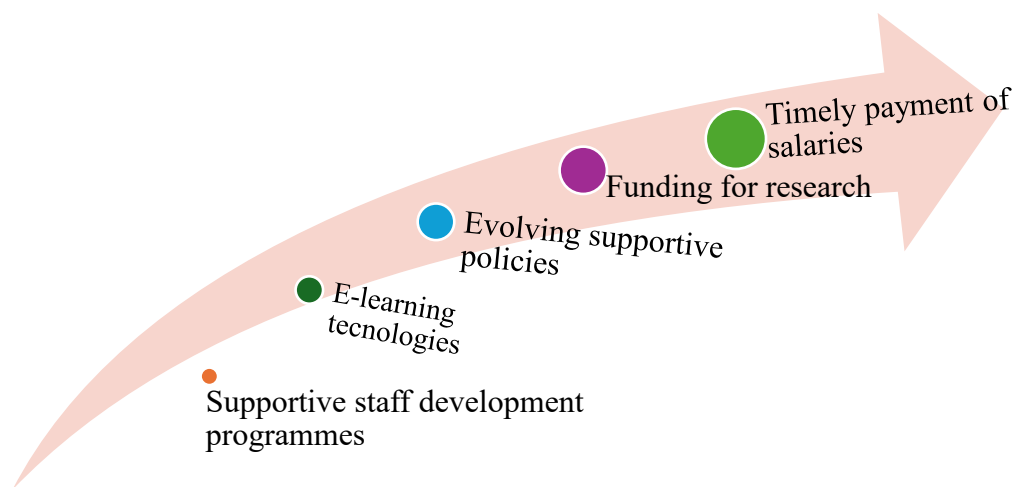 Timely payment of
salaries
Funding for research
Evolving supportive
policies
E-learning
tecnologies
Supportive staff development
programmes